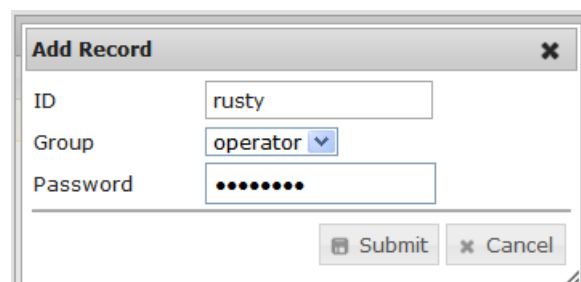 Add Record
ID rusty
Group operator
Password ••••••••
Submit Cancel